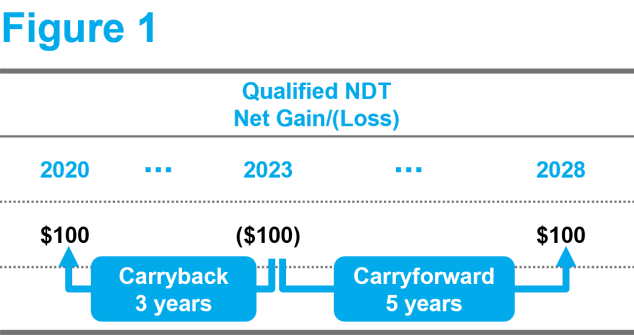 Figure 1
Qualified NDT
Net Gain/(Loss)
2020 ... 2023 ... 2028
$100 ($100) $100
Carryback Carryforward
3 years 5 years